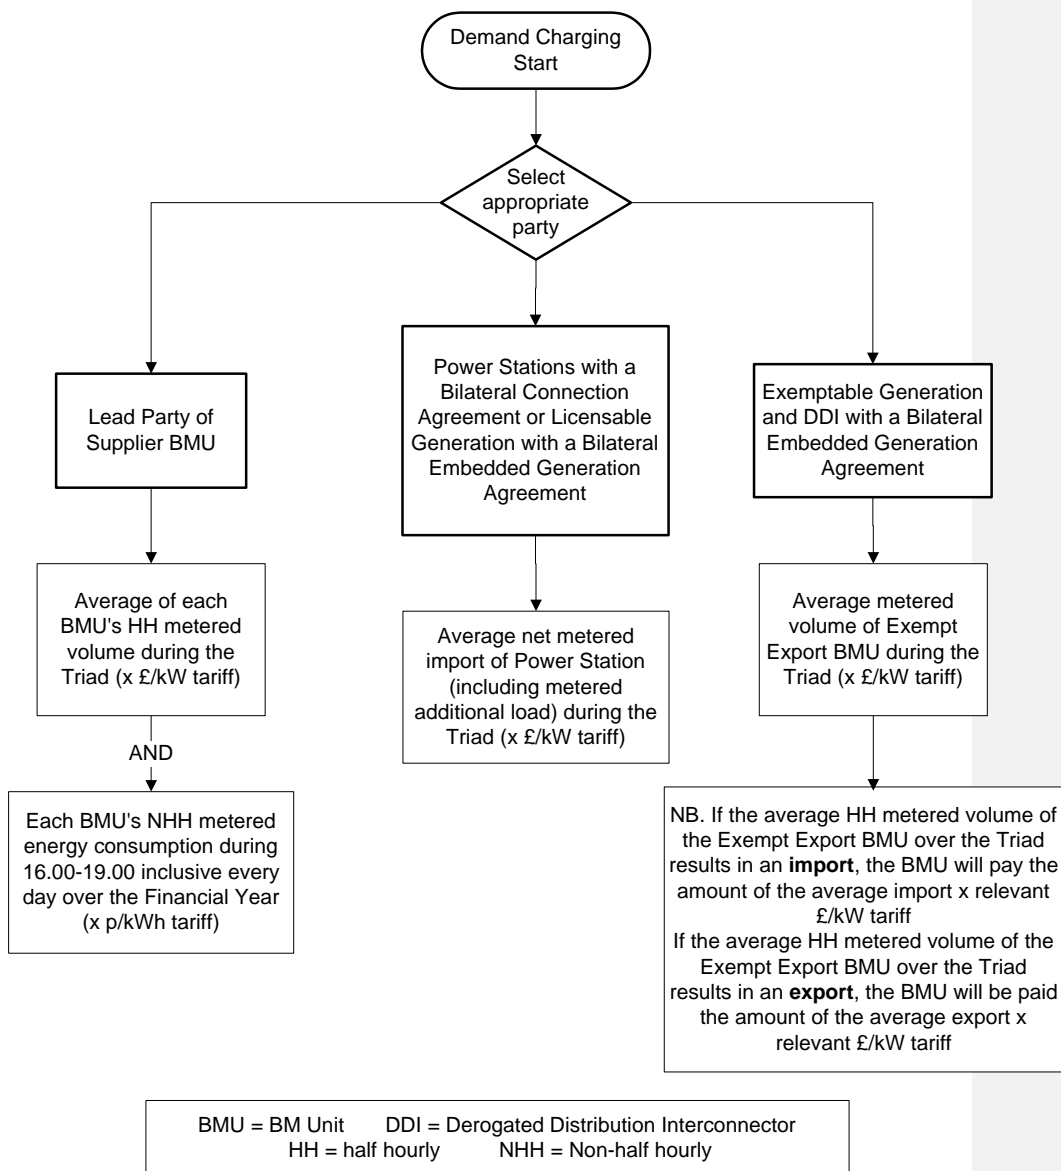 Demand Charging
Start
Select
appropriate
party
Lead Party of
Supplier BMU
Power Stations with a
Bilateral Connection
Agreement or Licensable
Generation with a Bilateral
Embedded Generation
Agreement
Exemptable Generation
and DDI with a Bilateral
Embedded Generation
Agreement
Average of each
BMU's HH metered
volume during the
Triad (x £/kW tariff)
AND
Each BMU's NHH metered
energy consumption during
16.00-19.00 inclusive every
day over the Financial Year
(x p/kWh tariff)
Average net metered
import of Power Station
(including metered
additional load) during the
Triad (x £/kW tariff)
Average metered
volume of Exempt
Export BMU during the
Triad (x £/kW tariff)
NB. If the average HH metered volume of
the Exempt Export BMU over the Triad
results in an import, the BMU will pay the
amount of the average import x relevant
£/kW tariff
If the average HH metered volume of the
Exempt Export BMU over the Triad
results in an export, the BMU will be paid
the amount of the average export x
relevant £/kW tariff
BMU = BM Unit DDI = Derogated Distribution Interconnector
HH = half hourly NHH = Non-half hourly